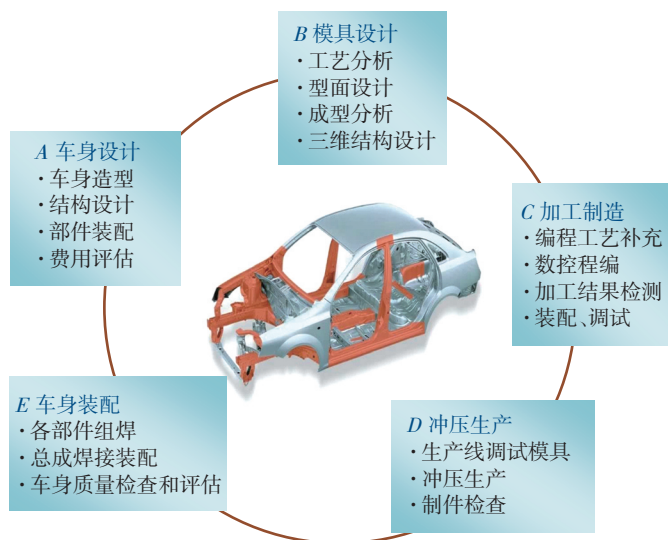 A 车身设计
·车身造型
·结构设计
·部件装配
·费用评估
B 模具设计
·工艺分析
·型面设计
·成型分析
·三维结构设计
C 加工制造
·编程工艺补充
·数控程编
·加工结果检测
·装配、调试
D 冲压生产
·生产线调试模具
·冲压生产
·制件检查
E 车身装配
·各部件组焊
·总成焊接装配
·车身质量检查和评估